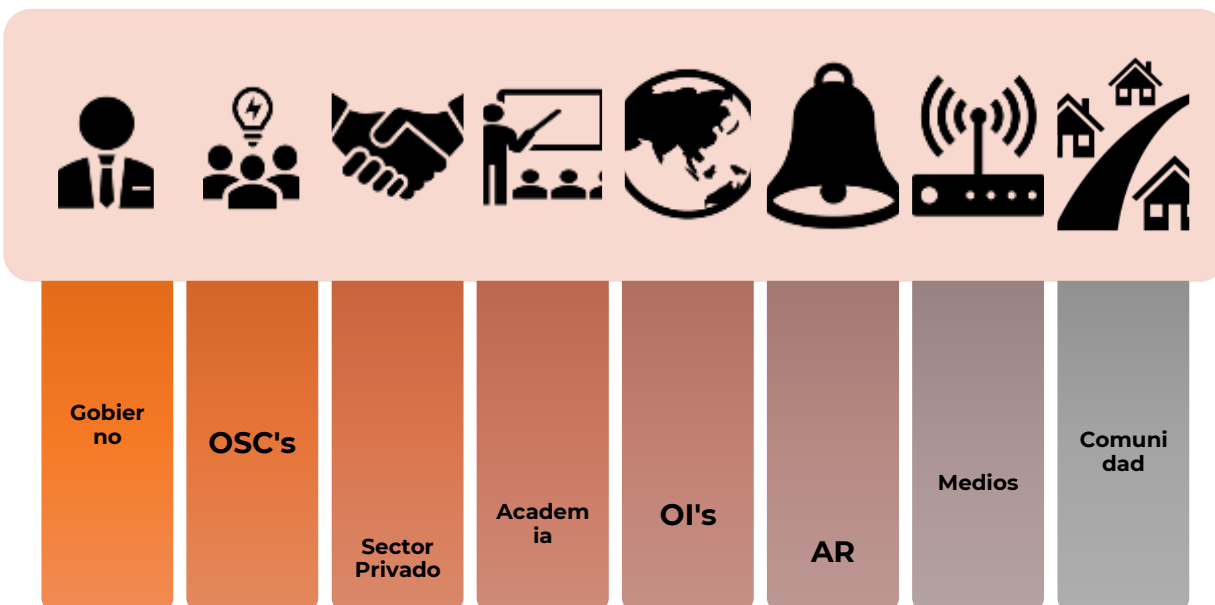 Gobier
no
OSC's
Sector
Privado
Academ
ia
OI's
AR
Medios
Comuni
dad